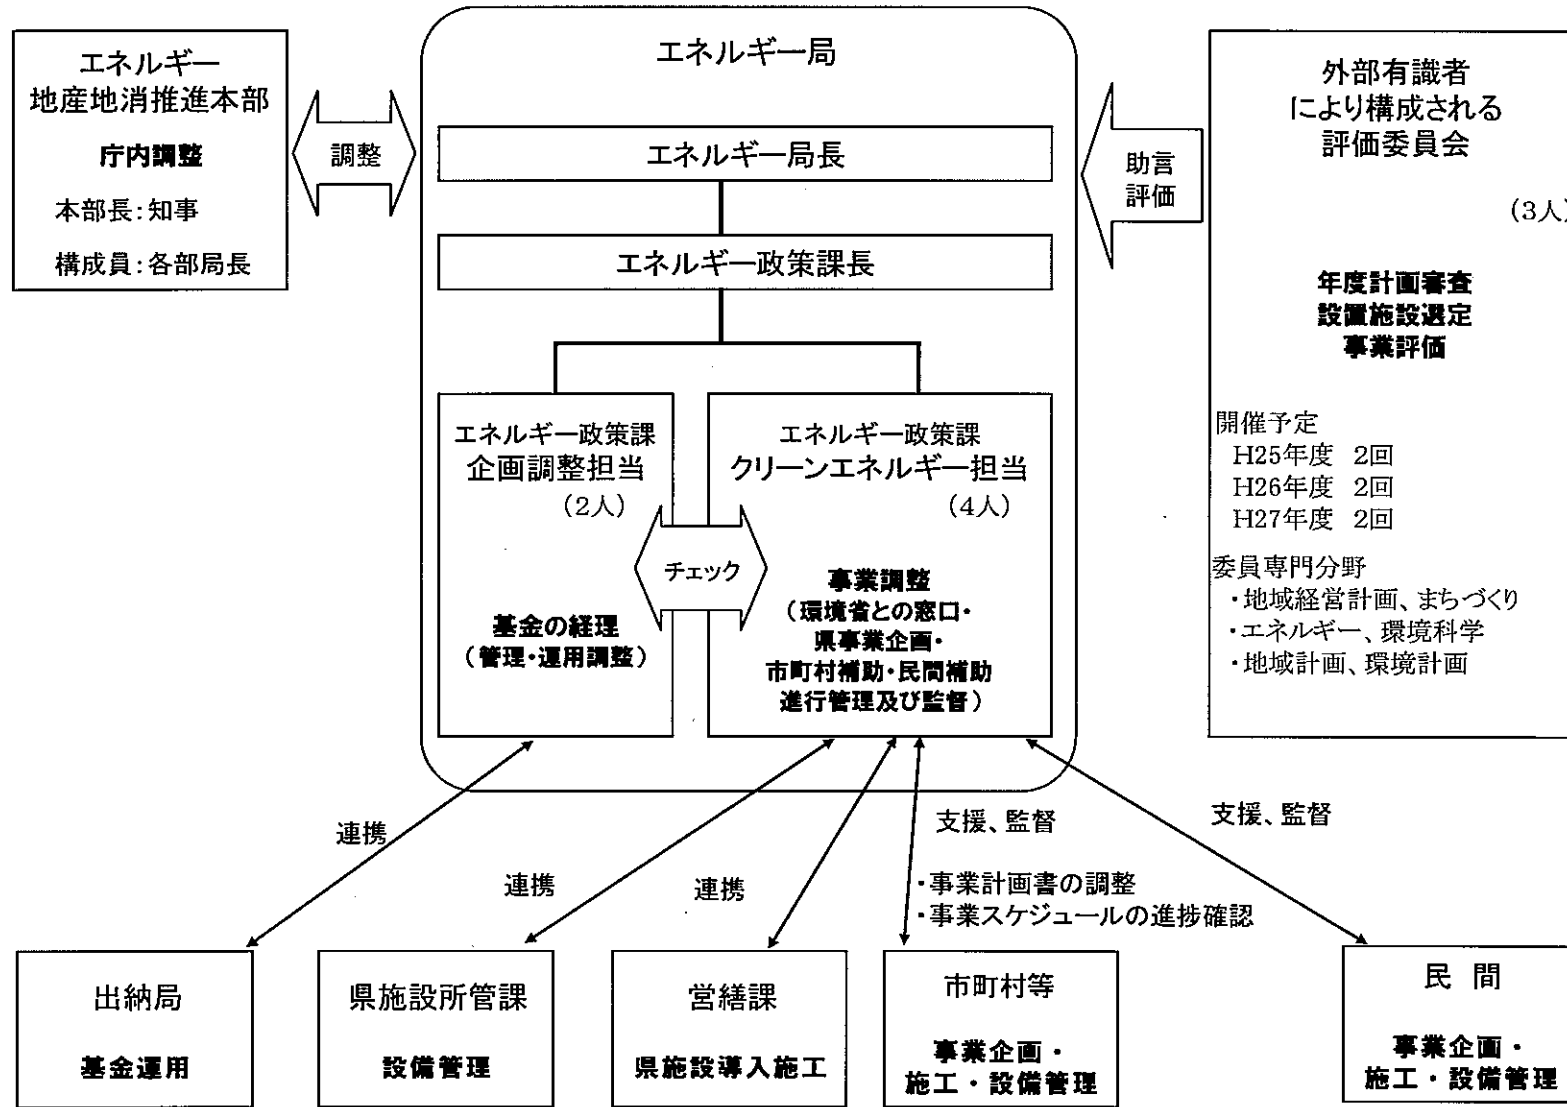 エネルギー
地産地消推進本部
庁内調整
本部長:知事
構成員:各部局長
調整
エネルギー局
エネルギー局長
エネルギー政策課長
エネルギー政策課
企画調整担当
(2人)
基金の経理
(管理・運用調整)
チェック
エネルギー政策課
クリーンエネルギー担当
(4人)
事業調整
(環境省との窓口・
県事業企画・
市町村補助・民間補助
進行管理及び監督)
助言
評価
外部有識者
により構成される
評価委員会
(3人)
年度計画審査
設置施設選定
事業評価
開催予定
H25年度 2回
H26年度 2回
H27年度 2回
委員専門分野
・地域経営計画、まちづくり
・エネルギー、環境科学
・地域計画、環境計画
連携
連携
連携
支援、監督
・事業計画書の調整
・事業スケジュールの進捗確認
支援、監督
出納局
基金運用
県施設所管課
設備管理
営繕課
県施設導入施工
市町村等
事業企画・
施工・設備管理
民 間
事業企画・
施工・設備管理